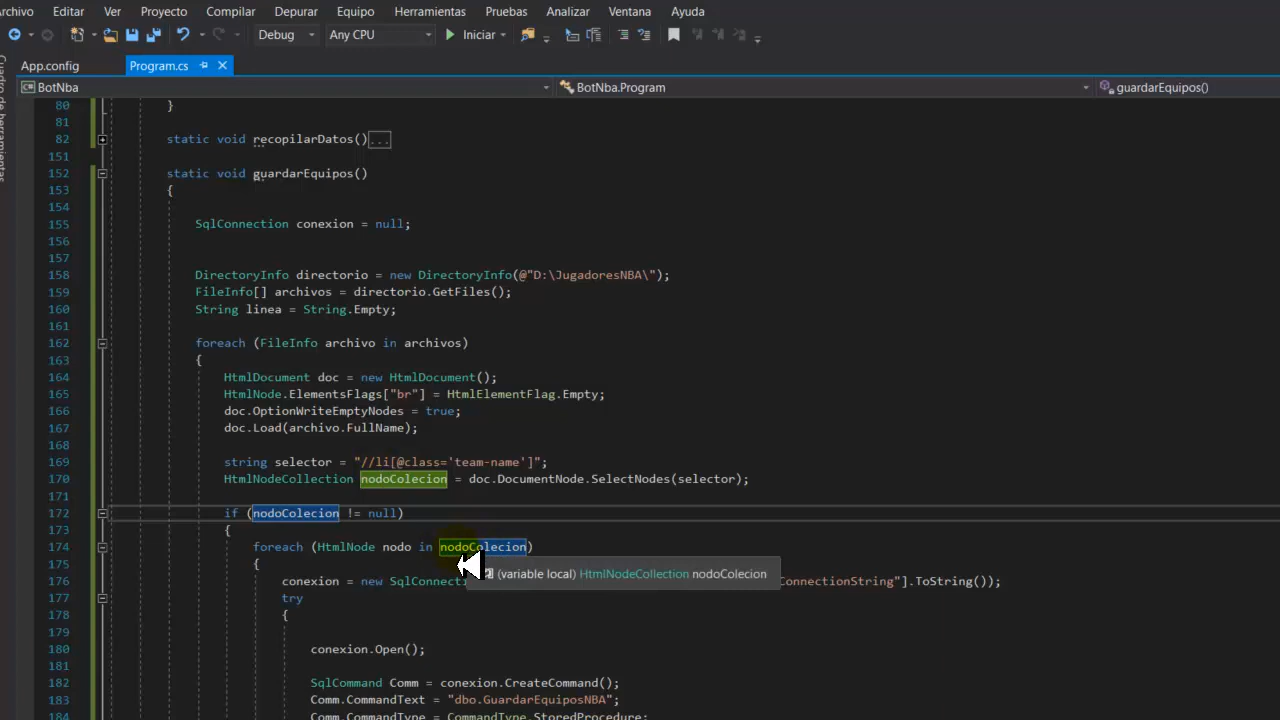 Archivo Editar Ver Proyecto Compilar Depurar Equipo Herramientas Pruebas Analizar Ventana Ayuda
Debug Any CPU Iniciar
App.config Program.cs
BotNba BotNba.Program guardarEquipos()
Cuadro de herramientas
80 }
81
82 static void recopilarDatos()...
151
152 static void guardarEquipos()
153 {
154
155 SqlConnection conexion = null;
156
157
158 DirectoryInfo directorio = new DirectoryInfo(@"D:\JugadoresNBA\");
159 FileInfo[] archivos = directorio.GetFiles();
160 String linea = String.Empty;
161
162 foreach (FileInfo archivo in archivos)
163 {
164 HtmlDocument doc = new HtmlDocument();
165 HtmlNode.ElementsFlags["br"] = HtmlElementFlag.Empty;
166 doc.OptionWriteEmptyNodes = true;
167 doc.Load(archivo.FullName);
168
169 string selector = "//li[@class='team-name']";
170 HtmlNodeCollection nodoColecion = doc.DocumentNode.SelectNodes(selector);
171
172 if (nodoColecion != null)
173 {
174 foreach (HtmlNode nodo in nodoColecion)
175 {
(variable local) HtmlNodeCollection nodoColecion
176 conexion = new SqlConnecti ConnectionString"].ToString());
177 try
178 {
179
180 conexion.Open();
181
182 SqlCommand Comm = conexion.CreateCommand();
183 Comm.CommandText = "dbo.GuardarEquiposNBA";
184 Comm.CommandType = CommandType.StoredProcedure;